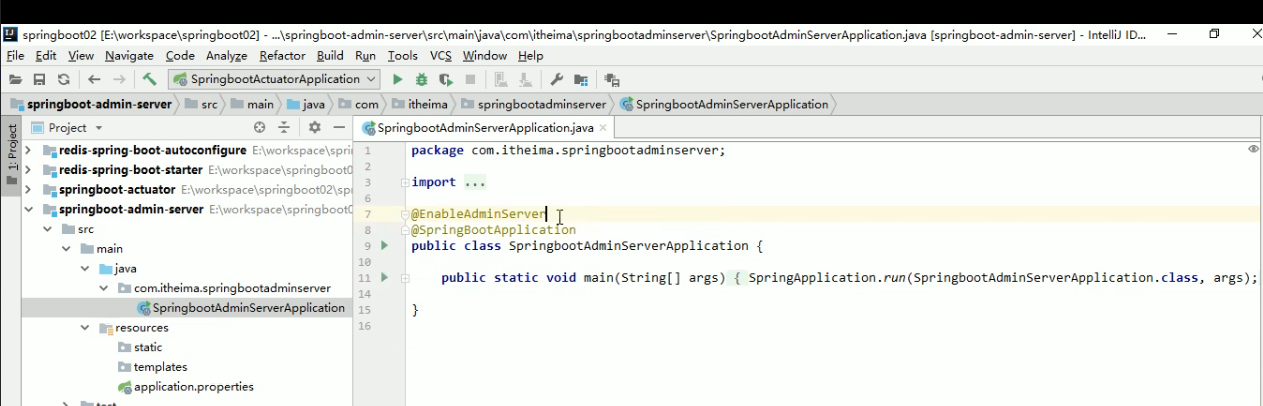 springboot02 [E:\workspace\springboot02] - ...\springboot-admin-server\src\main\java\com\itheima\springbootadminserver\SpringbootAdminServerApplication.java [springboot-admin-server] - IntelliJ ID...
File Edit View Navigate Code Analyze Refactor Build Run Tools VCS Window Help
SpringbootActuatorApplication
springboot-admin-server src main java com itheima springbootadminserver SpringbootAdminServerApplication
1: Project
Project
redis-spring-boot-autoconfigure E:\workspace\spri
redis-spring-boot-starter E:\workspace\springboot0
springboot-actuator E:\workspace\springboot02\sp
springboot-admin-server E:\workspace\springboot0
src
main
java
com.itheima.springbootadminserver
SpringbootAdminServerApplication
resources
static
templates
application.properties
SpringbootAdminServerApplication.java
1 package com.itheima.springbootadminserver;
2
3 import ...
6
7 @EnableAdminServer
8 @SpringBootApplication
9 public class SpringbootAdminServerApplication {
10
11 public static void main(String[] args) { SpringApplication.run(SpringbootAdminServerApplication.class, args);
14
15 }
16